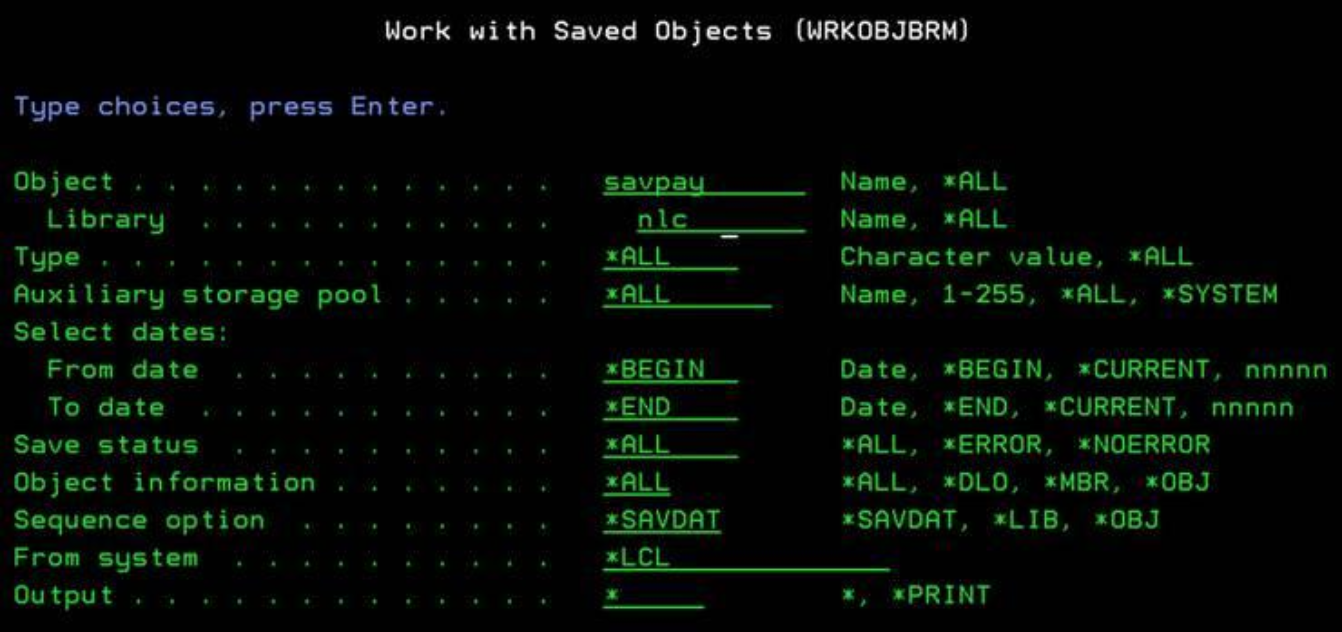 Work with Saved Objects (WRKOBJBRM)
Type choices, press Enter.
Object . . . . . . . . . . . . . savpay Name, *ALL
Library . . . . . . . . . . . nlc Name, *ALL
Type . . . . . . . . . . . . . . *ALL Character value, *ALL
Auxiliary storage pool . . . . . *ALL Name, 1-255, *ALL, *SYSTEM
Select dates:
From date . . . . . . . . . . *BEGIN Date, *BEGIN, *CURRENT, nnnnn
To date . . . . . . . . . . . *END Date, *END, *CURRENT, nnnnn
Save status . . . . . . . . . . *ALL *ALL, *ERROR, *NOERROR
Object information . . . . . . . *ALL *ALL, *DLO, *MBR, *OBJ
Sequence option . . . . . . . . *SAVDAT *SAVDAT, *LIB, *OBJ
From system . . . . . . . . . . *LCL
Output . . . . . . . . . . . . . * *, *PRINT